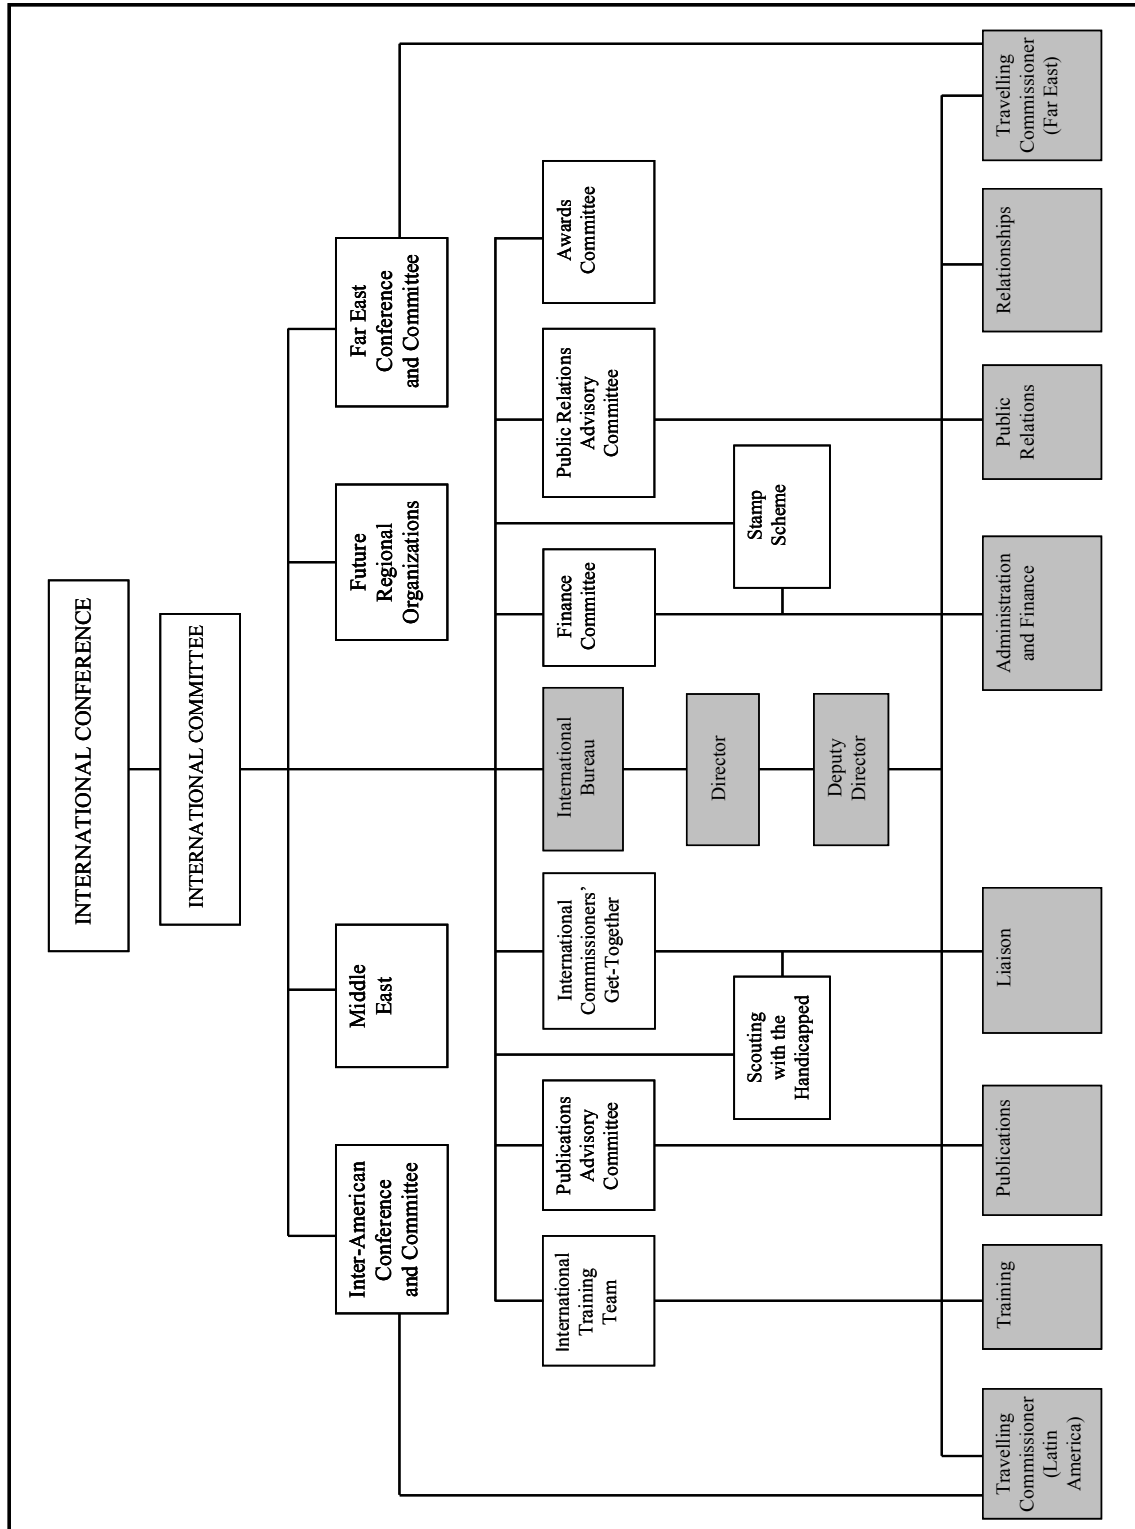 INTERNATIONAL CONFERENCE
INTERNATIONAL COMMITTEE
Inter-American
Conference
and Committee
Middle
East
Future
Regional
Organizations
Far East
Conference
and Committee
International
Training
Team
Publications
Advisory
Committee
International
Commissioners’
Get-Together
International
Bureau
Finance
Committee
Public Relations
Advisory
Committee
Awards
Committee
Scouting
with the
Handicapped
Director
Stamp
Scheme
Deputy
Director
Travelling
Commissioner
(Latin
America)
Training
Publications
Liaison
Administration
and Finance
Public
Relations
Relationships
Travelling
Commissioner
(Far East)